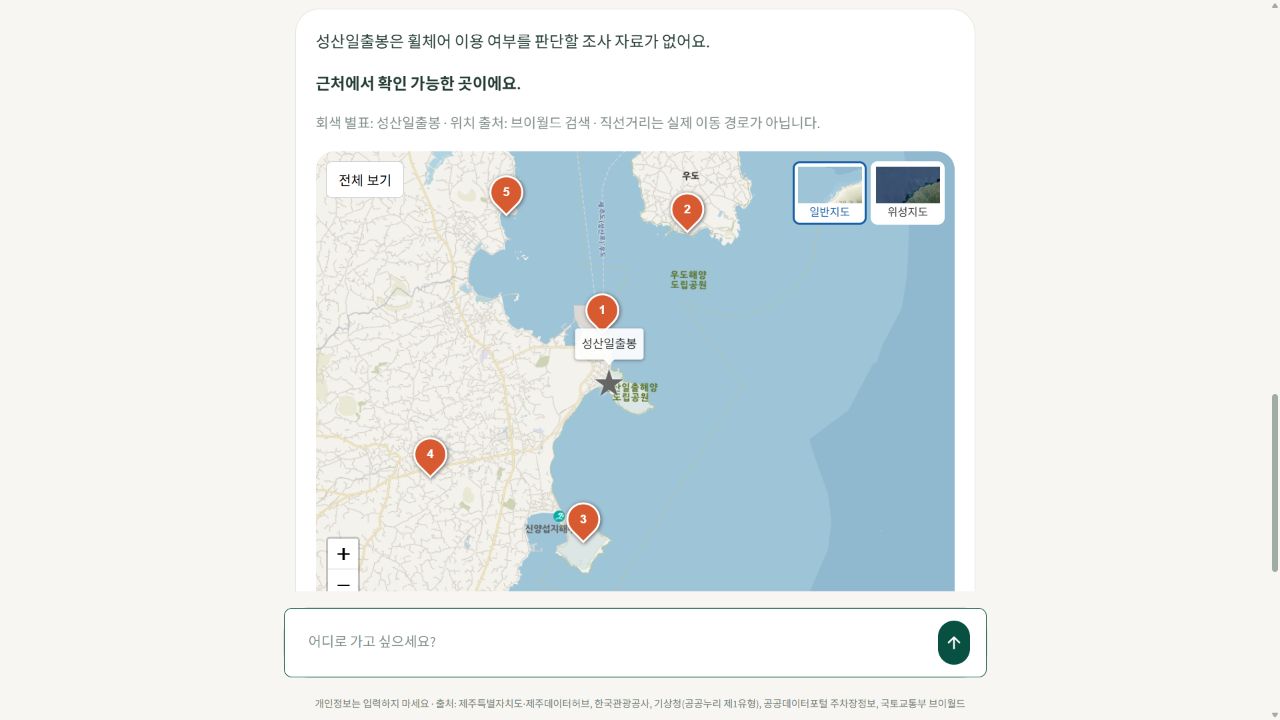 성산일출봉은 휠체어 이용 여부를 판단할 조사 자료가 없어요.
근처에서 확인 가능한 곳이에요.
회색 별표: 성산일출봉 · 위치 출처: 브이월드 검색 · 직선거리는 실제 이동 경로가 아닙니다.
전체 보기
5
우도
2
일반지도
위성지도
우도해양
도립공원
1
성산일출봉
산일출해양
도립공원
4
3
신양섭지해
+
−
어디로 가고 싶으세요?
개인정보는 입력하지 마세요 · 출처: 제주특별자치도·제주데이터허브, 한국관광공사, 기상청(공공누리 제1유형), 공공데이터포털 주차장정보, 국토교통부 브이월드